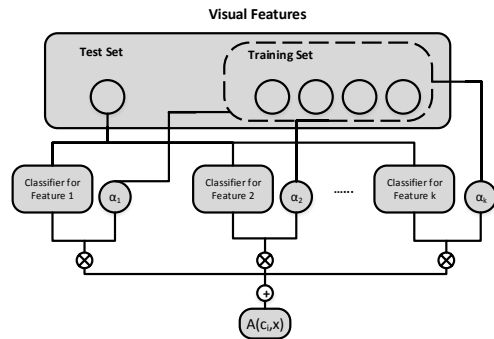 Visual Features
Test Set
Training Set
Classifier for
Feature 1
α1
Classifier for
Feature 2
α2
......
Classifier for
Feature k
αk
+
A(ci,x)